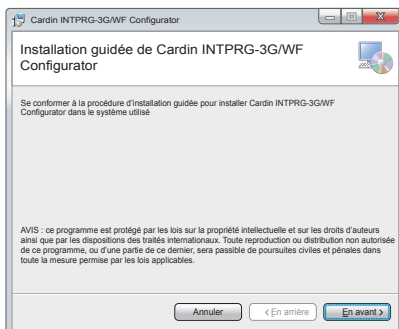 Cardin INTPRG-3G/WF Configurator
Installation guidée de Cardin INTPRG-3G/WF
Configurator
Se conformer à la procédure d'installation guidée pour installer Cardin INTPRG-3G/WF
Configurator dans le système utilisé
AVIS : ce programme est protégé par les lois sur la propriété intellectuelle et sur les droits d'auteurs
ainsi que par les dispositions des traités internationaux. Toute reproduction ou distribution non autorisée
de ce programme, ou d'une partie de ce dernier, sera passible de poursuites civiles et pénales dans
toute la mesure permise par les lois applicables.
Annuler < En arrière En avant >